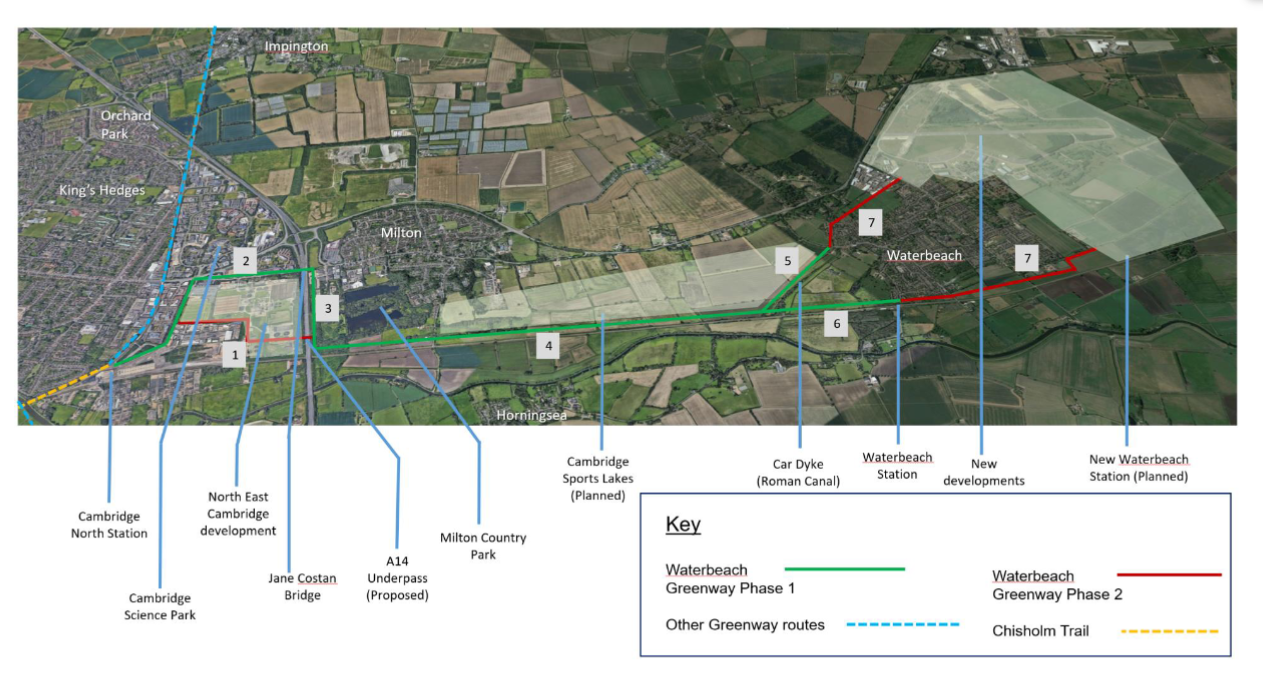 Impington
Orchard
Park
King's Hedges
Milton
Waterbeach
Horningsea
1
2
3
4
5
6
7
7
Cambridge
North Station
Cambridge
Science Park
North East
Cambridge
development
Jane Costan
Bridge
A14
Underpass
(Proposed)
Milton Country
Park
Cambridge
Sports Lakes
(Planned)
Car Dyke
(Roman Canal)
Waterbeach
Station
New
developments
New Waterbeach
Station (Planned)
Key
Waterbeach
Greenway Phase 1
Waterbeach
Greenway Phase 2
Other Greenway routes
Chisholm Trail